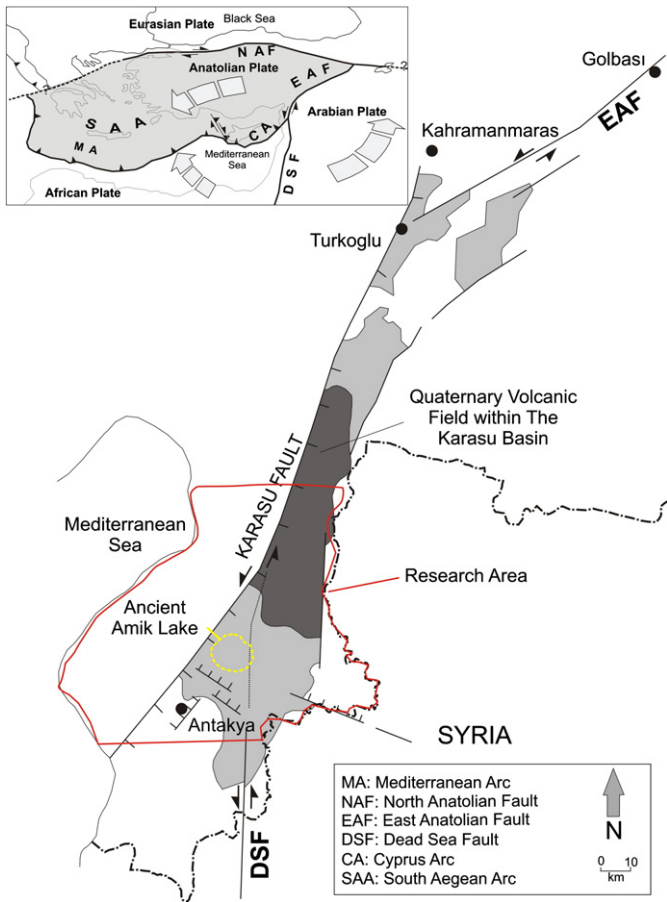 Eurasian Plate
Black Sea
NAF
Anatolian Plate
EAF
?
SAA
Arabian Plate
CA
MA
Mediterranean
Sea
DSF
African Plate
Golbası
EAF
Kahramanmaras
Turkoglu
Quaternary Volcanic
Field within The
Karasu Basin
KARASU FAULT
Mediterranean
Sea
Research Area
Ancient
Amik Lake
Antakya
SYRIA
DSF
MA: Mediterranean Arc
NAF: North Anatolian Fault
EAF: East Anatolian Fault
DSF: Dead Sea Fault
CA: Cyprus Arc
SAA: South Aegean Arc
N
0 10
km